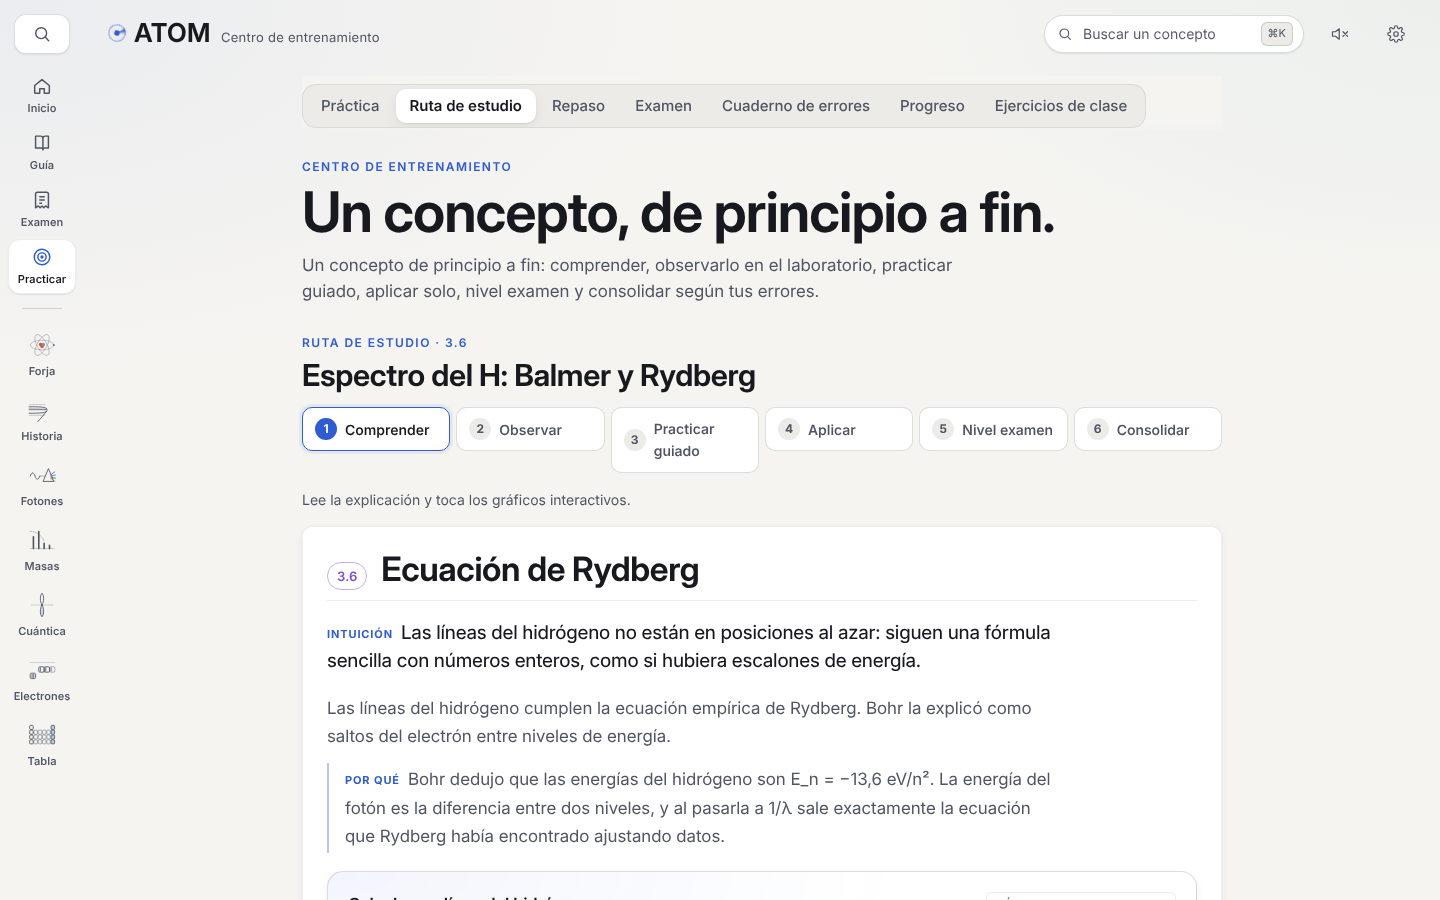 ATOM Centro de entrenamiento
Buscar un concepto ⌘K
Inicio
Guía
Examen
Practicar
Forja
Historia
Fotones
Masas
Cuántica
Electrones
Tabla
Práctica Ruta de estudio Repaso Examen Cuaderno de errores Progreso Ejercicios de clase
CENTRO DE ENTRENAMIENTO
Un concepto, de principio a fin.
Un concepto de principio a fin: comprender, observarlo en el laboratorio, practicar
guiado, aplicar solo, nivel examen y consolidar según tus errores.
RUTA DE ESTUDIO · 3.6
Espectro del H: Balmer y Rydberg
1 Comprender
2 Observar
3 Practicar
guiado
4 Aplicar
5 Nivel examen
6 Consolidar
Lee la explicación y toca los gráficos interactivos.
3.6 Ecuación de Rydberg
INTUICIÓN Las líneas del hidrógeno no están en posiciones al azar: siguen una fórmula
sencilla con números enteros, como si hubiera escalones de energía.
Las líneas del hidrógeno cumplen la ecuación empírica de Rydberg. Bohr la explicó como
saltos del electrón entre niveles de energía.
POR QUÉ Bohr dedujo que las energías del hidrógeno son E_n = −13,6 eV/n². La energía del
fotón es la diferencia entre dos niveles, y al pasarla a 1/λ sale exactamente la ecuación
que Rydberg había encontrado ajustando datos.